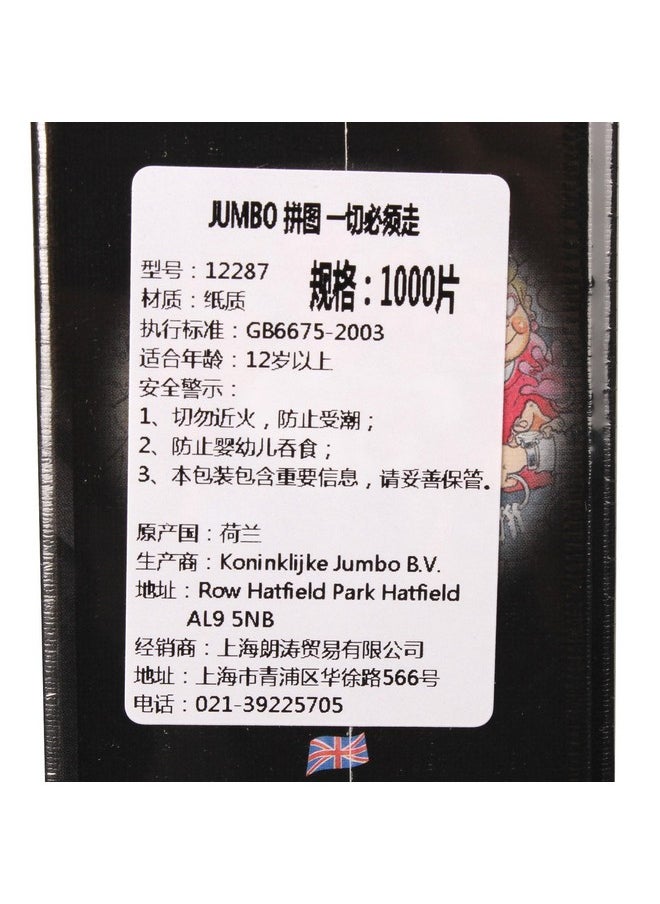 JUMBO 拼图 一切必须走
型号：12287
规格：1000片
材质：纸质
执行标准：GB6675-2003
适合年龄：12岁以上
安全警示：
1、切勿近火，防止受潮；
2、防止婴幼儿吞食；
3、本包装包含重要信息，请妥善保管。
原产国：荷兰
生产商：Koninklijke Jumbo B.V.
地址：Row Hatfield Park Hatfield
AL9 5NB
经销商：上海朗涛贸易有限公司
地址：上海市青浦区华徐路566号
电话：021-39225705